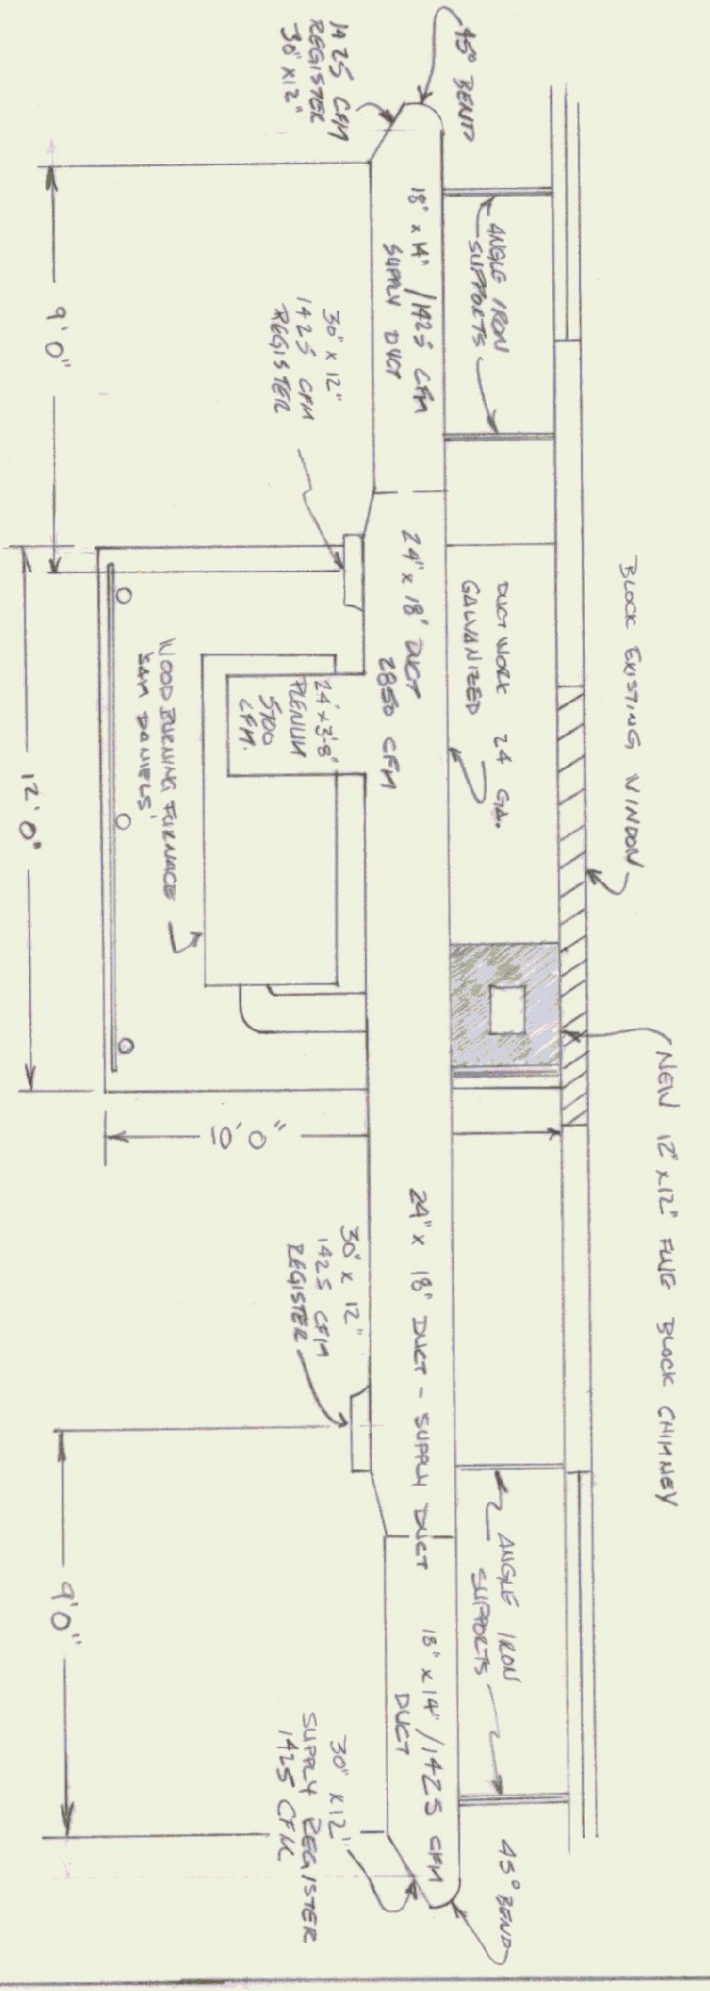 45° BEND
1425 CFM
REGISTER
30" X 12"
18" x 14" / 1425 CFM
SUPPLY DUCT
ANGLE IRON
SUPPORTS
9'0"
30" x 12"
1425 CFM
REGISTER
BLOCK EXISTING WINDOW
DUCT WORK 24 GA.
GALVANIZED
24" x 18" DUCT
2850 CFM
24" x 3'-8"
PLENUM
5700
CFM.
WOOD BURNING FURNACE
SAM DANIELS
12'0"
10'0"
NEW 12" x 12" FLUE BLOCK CHIMNEY
24" x 18" DUCT - SUPPLY DUCT
30" x 12"
1425 CFM
REGISTER
ANGLE IRON
SUPPORTS
9'0"
18" x 14" / 1425 CFM
DUCT
30" X 12"
SUPPLY REGISTER
1425 CFM
45° BEND